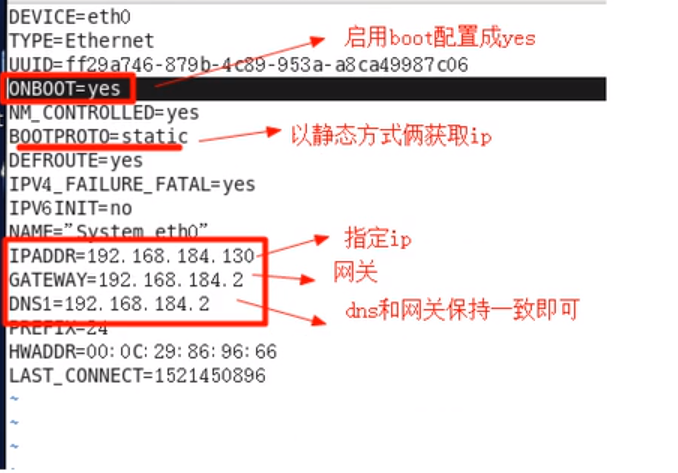 DEVICE=eth0
TYPE=Ethernet
启用boot配置成yes
UUID=ff29a746-879b-4c89-953a-a8ca49987c06
ONBOOT=yes
NM_CONTROLLED=yes
BOOTPROTO=static
以静态方式俩获取ip
DEFROUTE=yes
IPV4_FAILURE_FATAL=yes
IPV6INIT=no
NAME="System eth0"
IPADDR=192.168.184.130
指定ip
GATEWAY=192.168.184.2
网关
DNS1=192.168.184.2
dns和网关保持一致即可
PREFIX=24
HWADDR=00:0C:29:86:96:66
LAST_CONNECT=1521450896
~
~
~